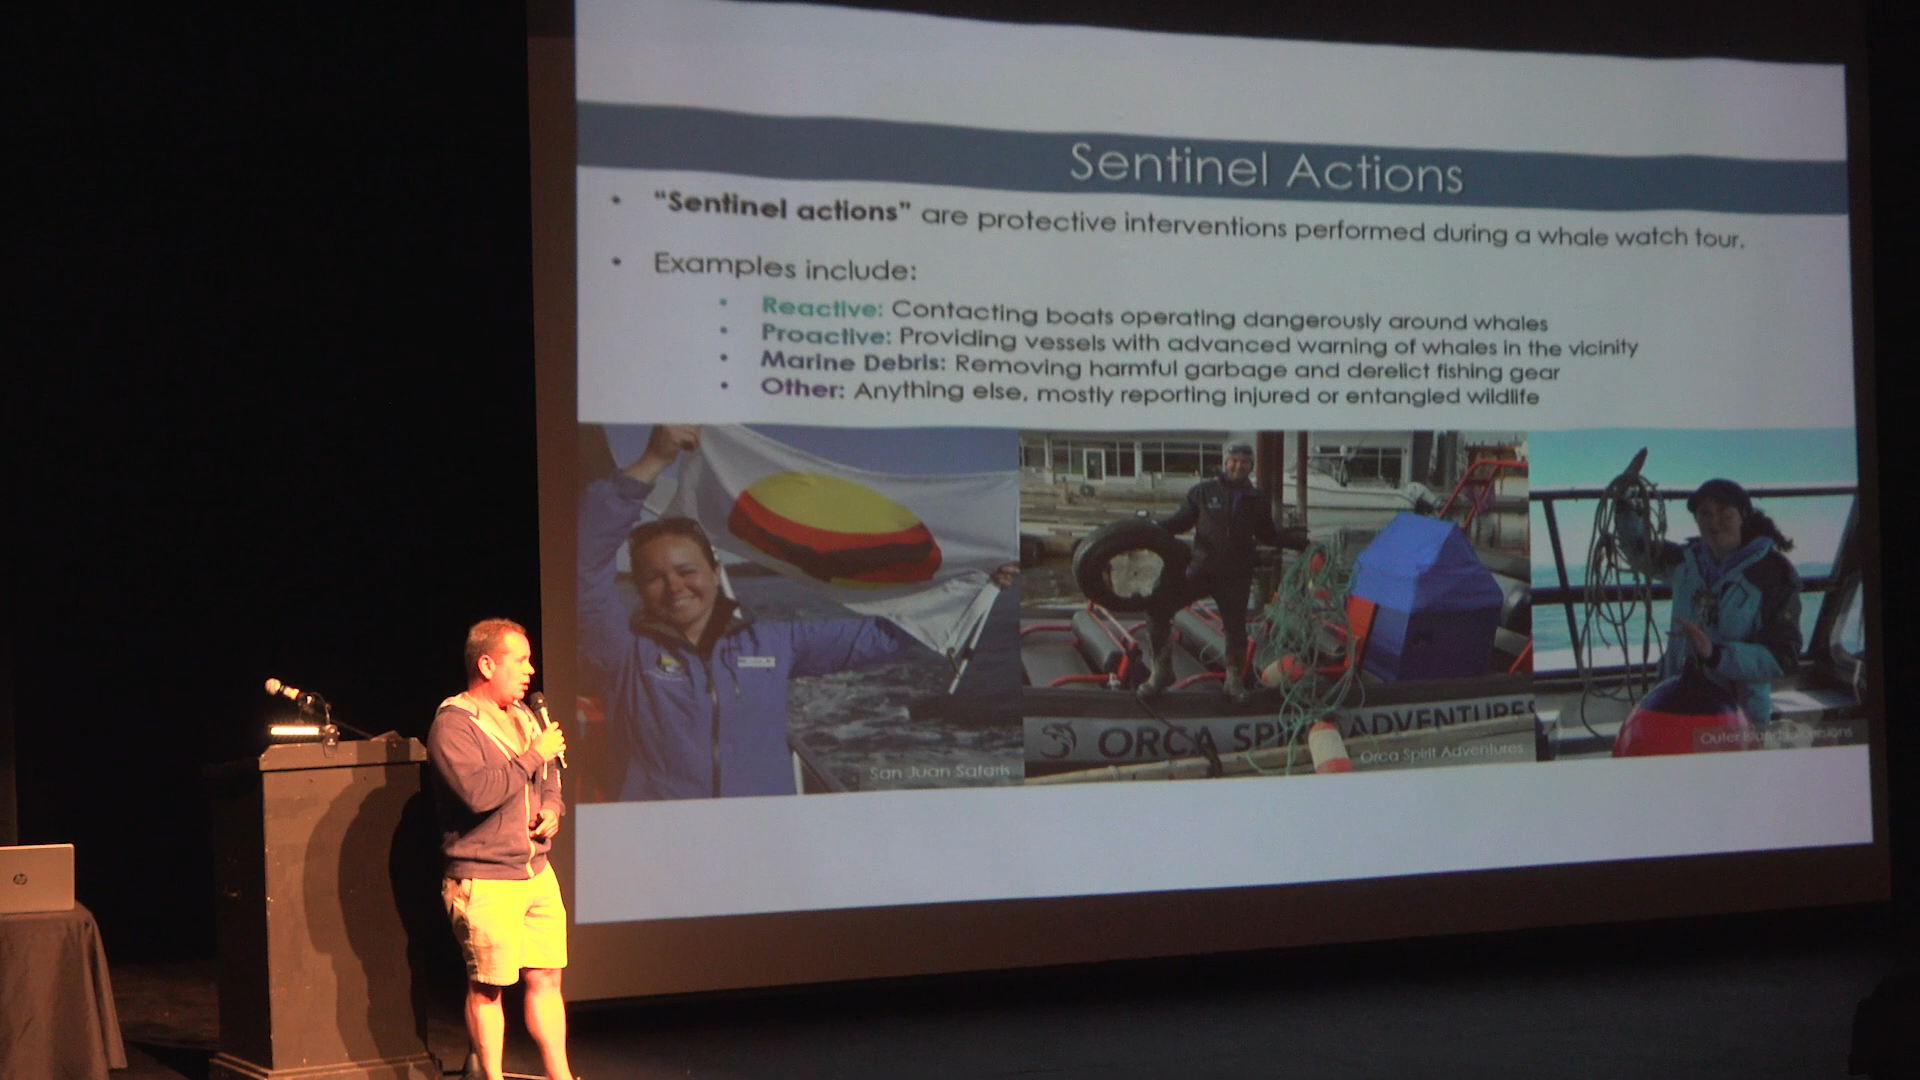 Sentinel Actions
• “Sentinel actions” are protective interventions performed during a whale watch tour.
• Examples include:
• Reactive: Contacting boats operating dangerously around whales
• Proactive: Providing vessels with advanced warning of whales in the vicinity
• Marine Debris: Removing harmful garbage and derelict fishing gear
• Other: Anything else, mostly reporting injured or entangled wildlife
ORCA ADVENTURES
San Juan Safaris
Orca Spirit Adventures
Outer
hp